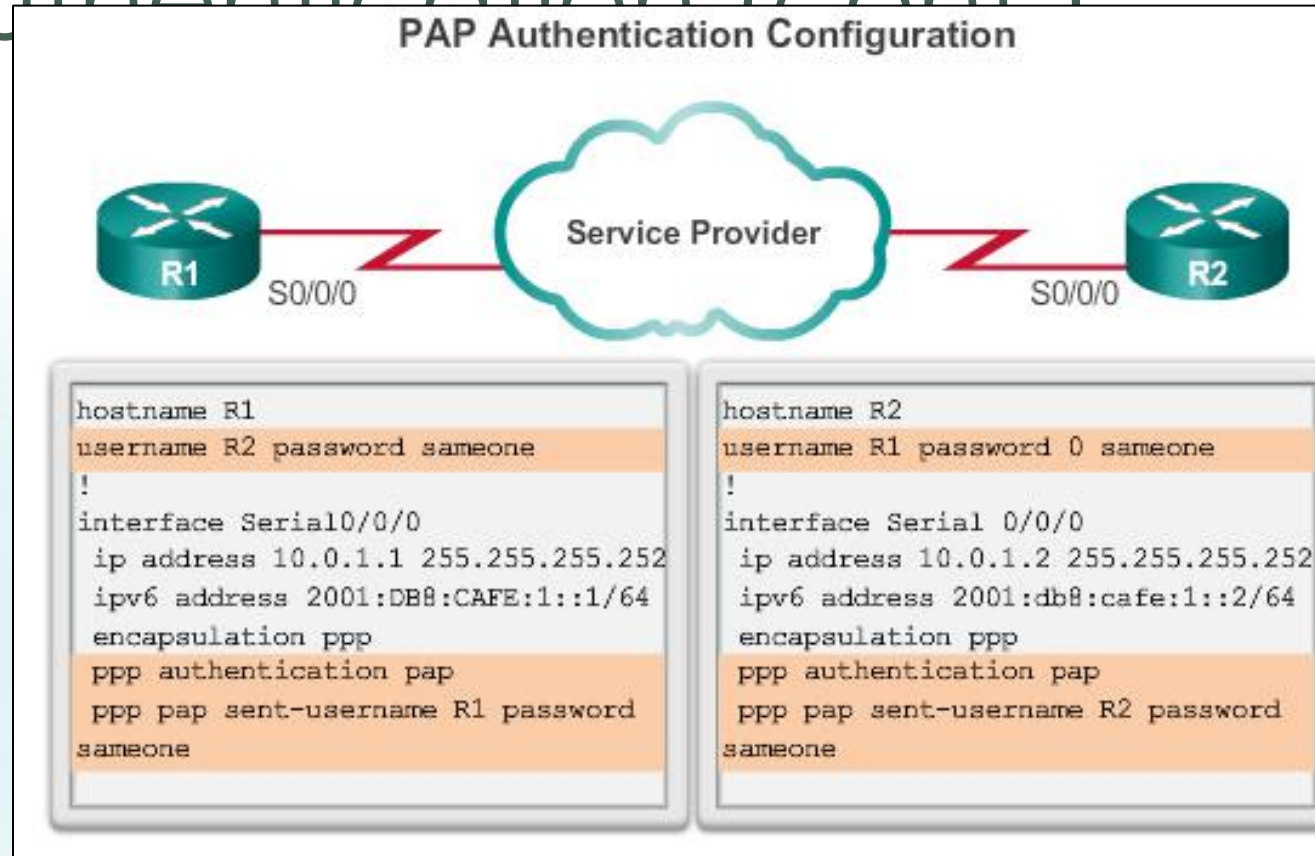 PAP Authentication Configuration
Service Provider
R1
S0/0/0
S0/0/0
R2
hostname R1
username R2 password sameone
!
interface Serial0/0/0
ip address 10.0.1.1 255.255.255.252
ipv6 address 2001:DB8:CAFE:1::1/64
encapsulation ppp
ppp authentication pap
ppp pap sent-username R1 password
sameone
hostname R2
username R1 password 0 sameone
!
interface Serial 0/0/0
ip address 10.0.1.2 255.255.255.252
ipv6 address 2001:db8:cafe:1::2/64
encapsulation ppp
ppp authentication pap
ppp pap sent-username R2 password
sameone